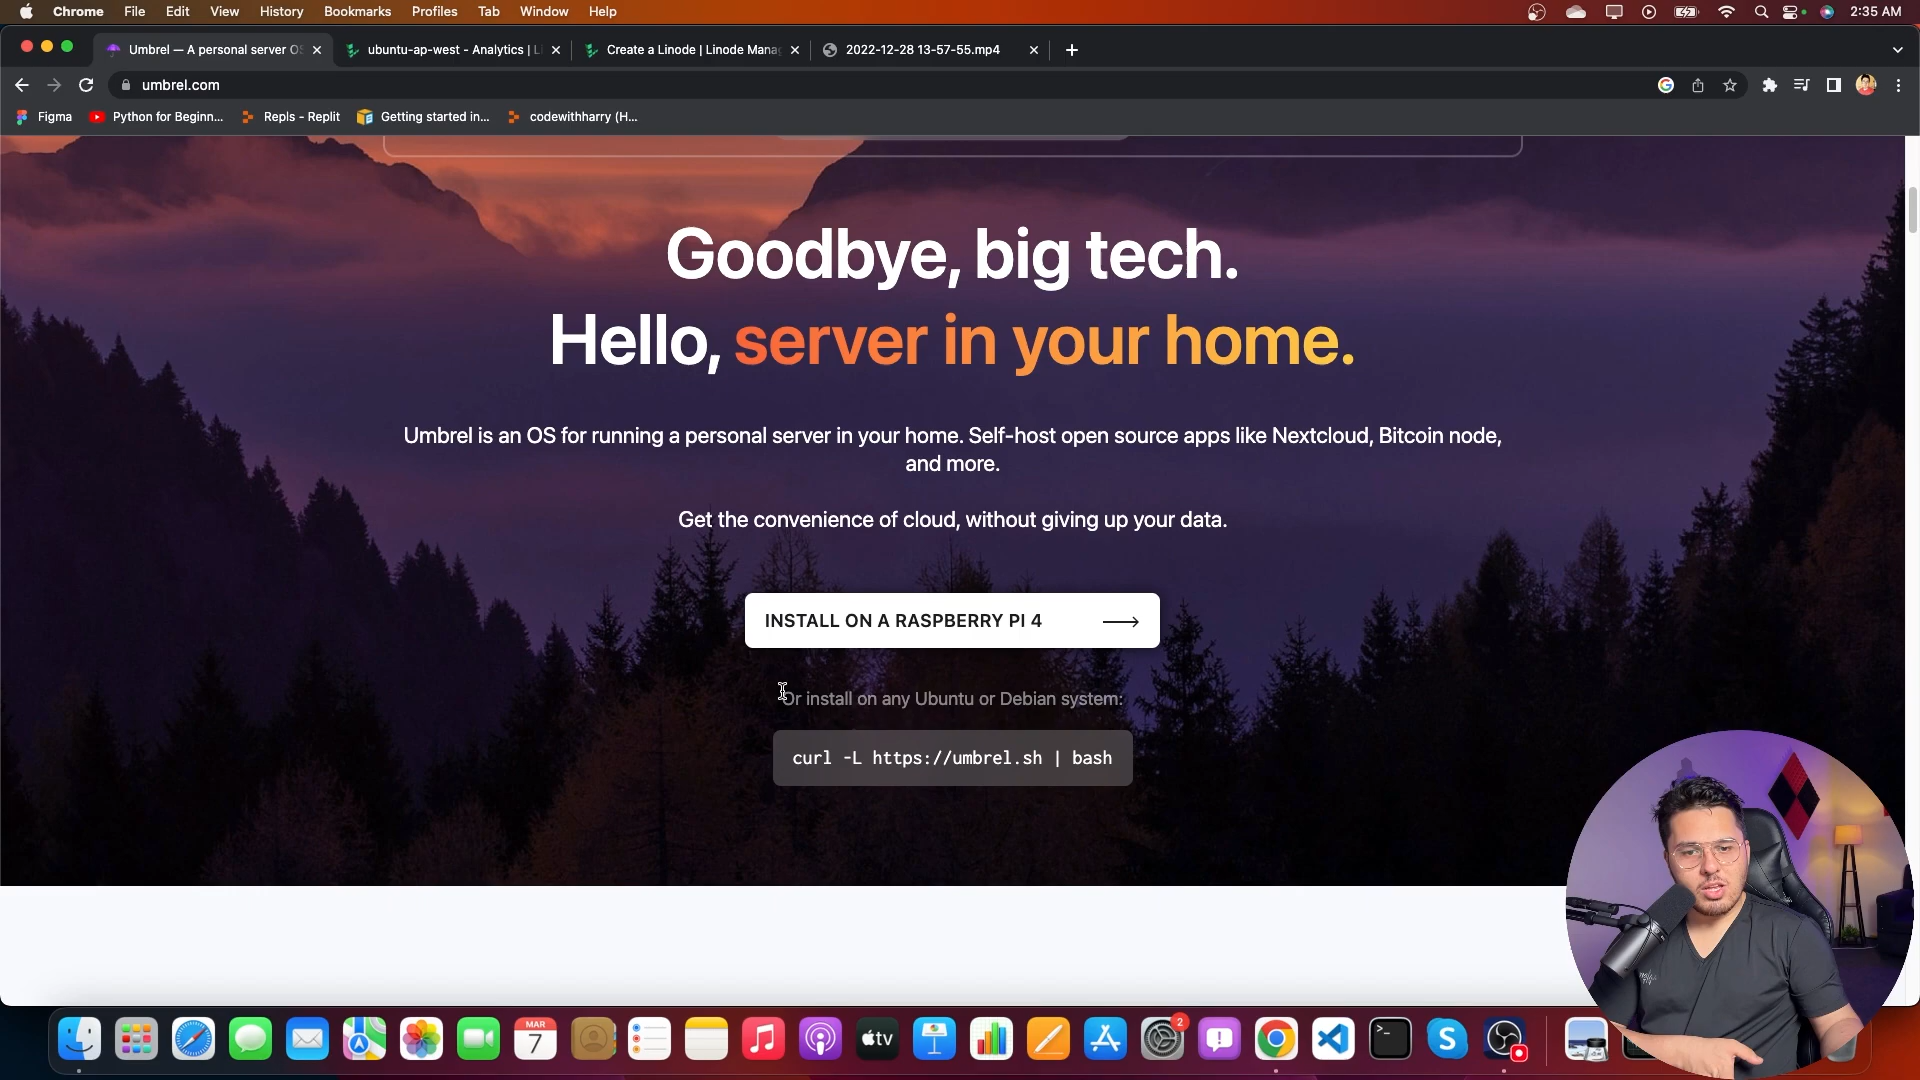 Chrome File Edit View History Bookmarks Profiles Tab Window Help 2:35 AM
Umbrel — A personal server OS ubuntu-ap-west - Analytics | L Create a Linode | Linode Mana 2022-12-28 13-57-55.mp4
umbrel.com
Figma Python for Beginn... Repls - Replit Getting started in... codewithharry (H...
Goodbye, big tech.
Hello, server in your home.
Umbrel is an OS for running a personal server in your home. Self-host open source apps like Nextcloud, Bitcoin node,
and more.
Get the convenience of cloud, without giving up your data.
INSTALL ON A RASPBERRY PI 4
Or install on any Ubuntu or Debian system:
curl -L https://umbrel.sh | bash
MAR
7
tv
2